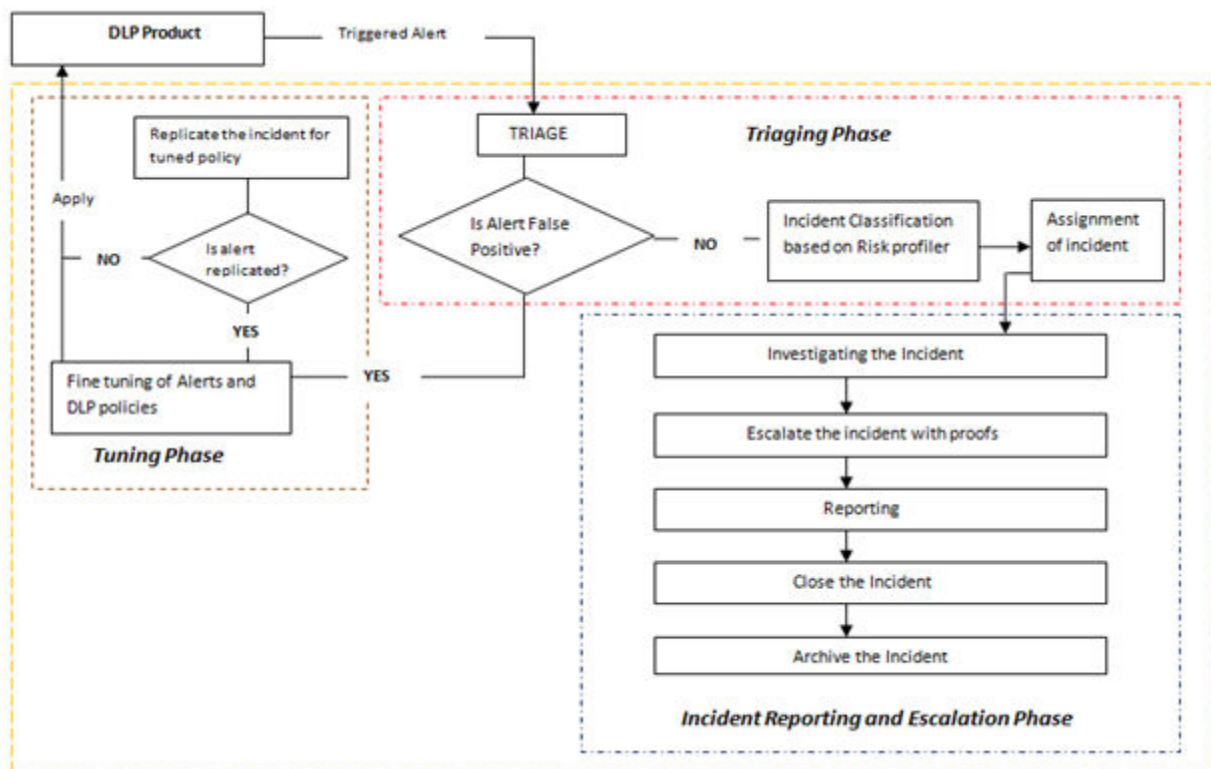 DLP Product
Triggered Alert
Replicate the incident for
tuned policy
TRIAGE
Triaging Phase
Apply
Is alert
replicated?
NO
YES
Is Alert False
Positive?
NO
Incident Classification
based on Risk profiler
Assignment
of incident
YES
Fine tuning of Alerts and
DLP policies
Tuning Phase
Investigating the Incident
Escalate the incident with proofs
Reporting
Close the Incident
Archive the Incident
Incident Reporting and Escalation Phase